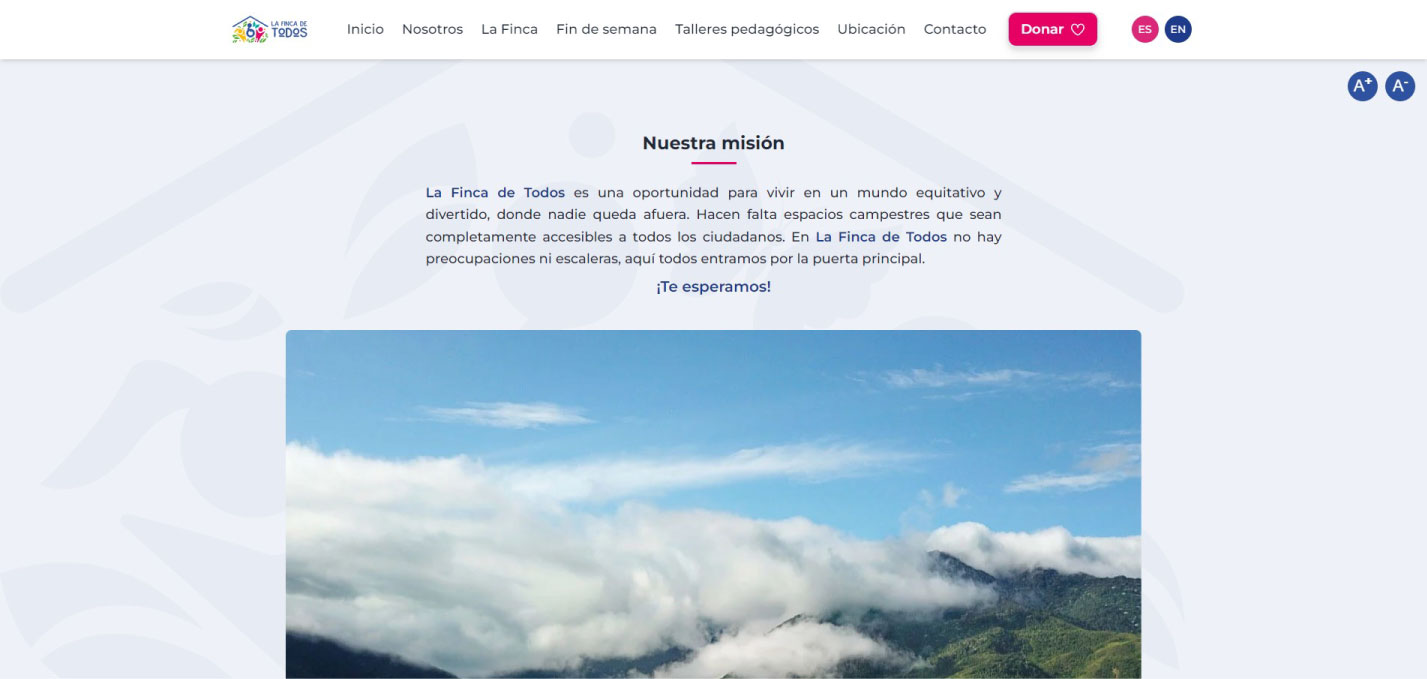 LA FINCA DE
TODOS
Inicio Nosotros La Finca Fin de semana Talleres pedagógicos Ubicación Contacto Donar ES EN
A+ A-
Nuestra misión
La Finca de Todos es una oportunidad para vivir en un mundo equitativo y
divertido, donde nadie queda afuera. Hacen falta espacios campestres que sean
completamente accesibles a todos los ciudadanos. En La Finca de Todos no hay
preocupaciones ni escaleras, aquí todos entramos por la puerta principal.
¡Te esperamos!